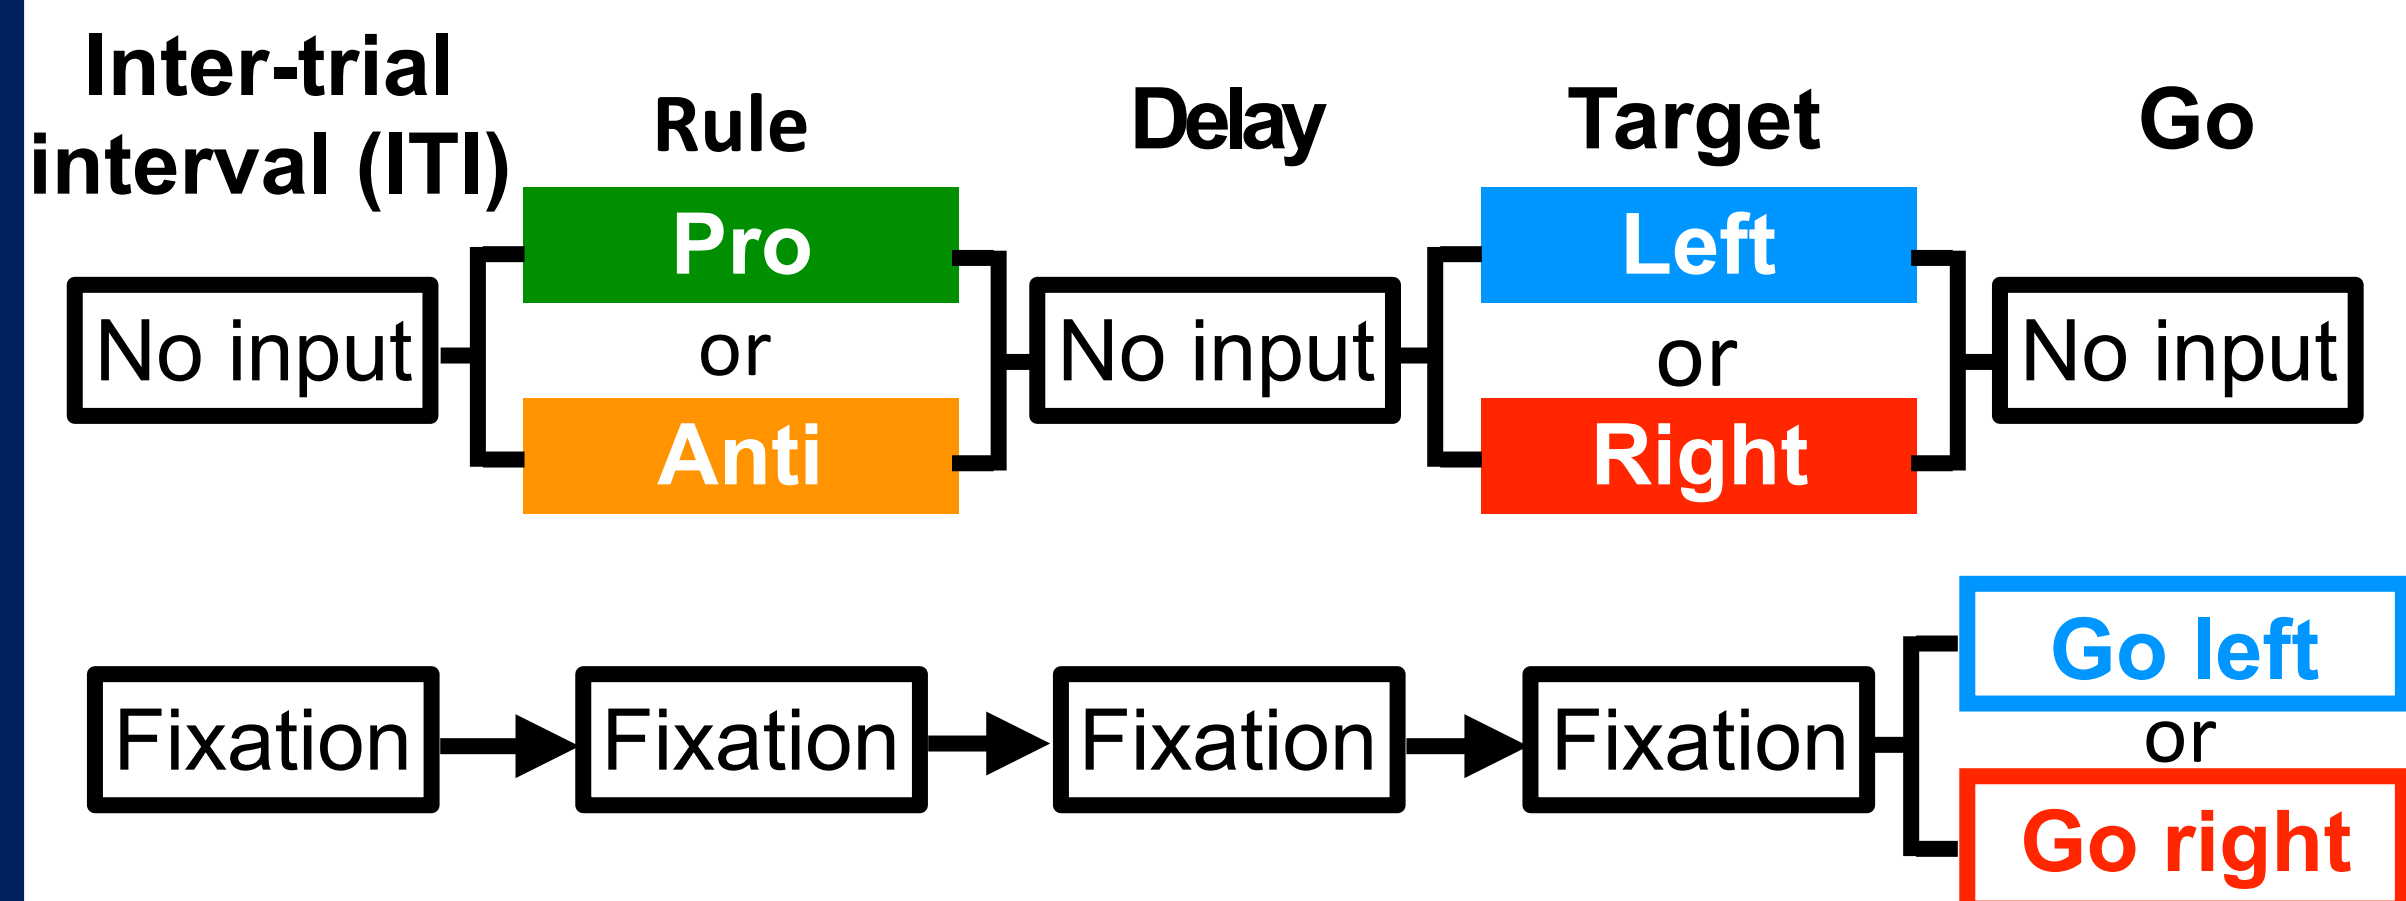 Inter-trial
interval (ITI)
Rule
Delay
Target
Go
Pro
Left
No input
or
No input
or
No input
Anti
Right
Go left
Fixation
Fixation
Fixation
Fixation
or
Go right